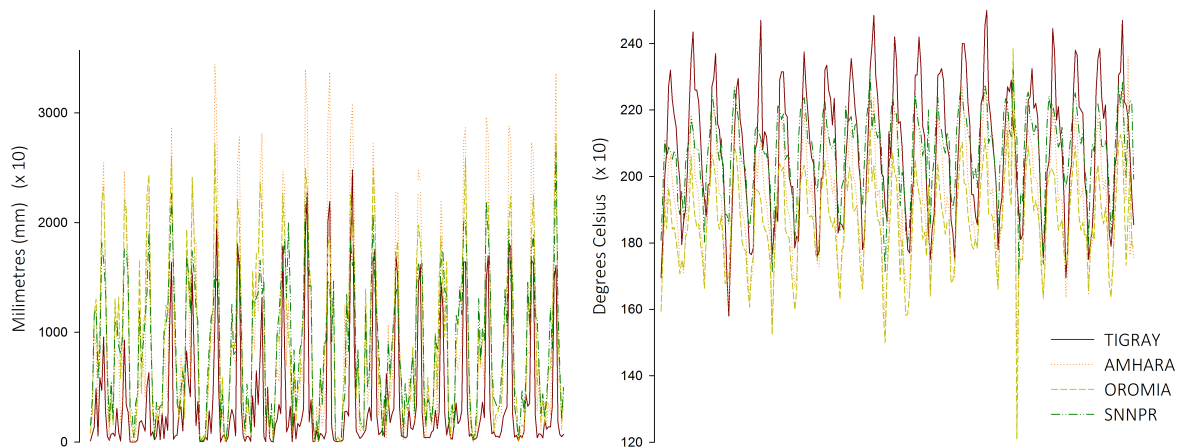 Milimetres (mm) (x 10)
3000
2000
1000
0
Degrees Celsius (x 10)
240
220
200
180
160
140
120
TIGRAY
AMHARA
OROMIA
SNNPR